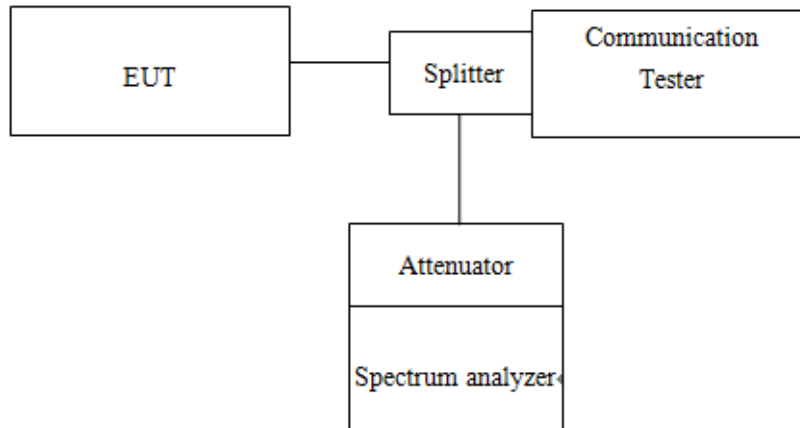 EUT
Splitter
Communication
Tester
Attenuator
Spectrum analyzer